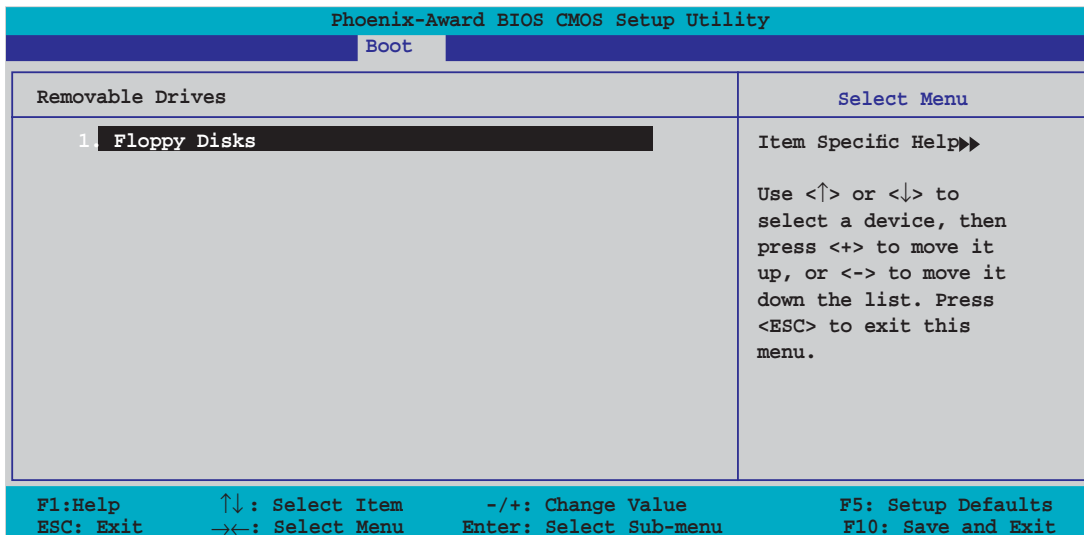 Phoenix-Award BIOS CMOS Setup Utility
Boot
Removable Drives
Select Menu
1. Floppy Disks
Item Specific Help▶▶
Use <↑> or <↓> to
select a device, then
press <+> to move it
up, or <-> to move it
down the list. Press
<ESC> to exit this
menu.
F1:Help ↑↓: Select Item -/+: Change Value F5: Setup Defaults
ESC: Exit →←: Select Menu Enter: Select Sub-menu F10: Save and Exit